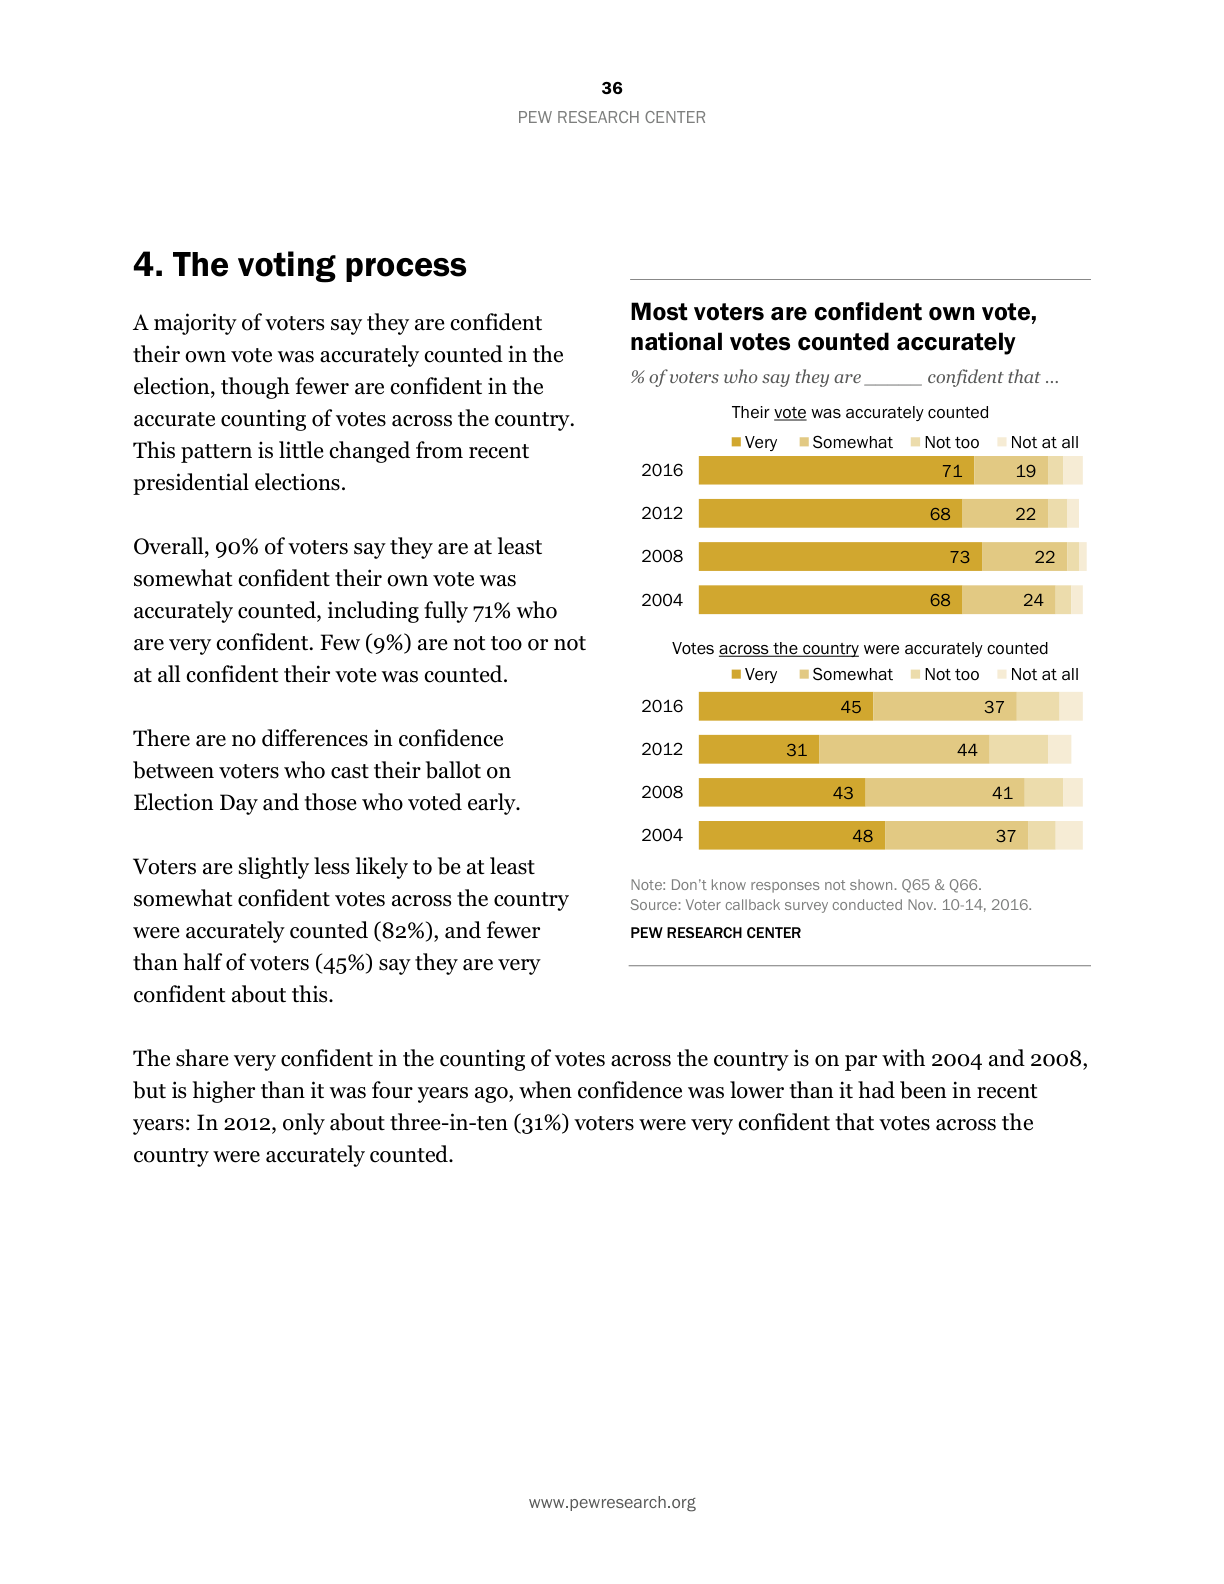 36
PEW RESEARCH CENTER
4. The voting process
A majority of voters say they are confident
their own vote was accurately counted in the
election, though fewer are confident in the
accurate counting of votes across the country.
This pattern is little changed from recent
presidential elections.
Overall, 90% of voters say they are at least
somewhat confident their own vote was
accurately counted, including fully 71% who
are very confident. Few (9%) are not too or not
at all confident their vote was counted.
There are no differences in confidence
between voters who cast their ballot on
Election Day and those who voted early.
Voters are slightly less likely to be at least
somewhat confident votes across the country
were accurately counted (82%), and fewer
than half of voters (45%) say they are very
confident about this.
Most voters are confident own vote,
national votes counted accurately
% of voters who say they are ______ confident that ...
Their vote was accurately counted
Very Somewhat Not too Not at all
2016 71 19
2012 68 22
2008 73 22
2004 68 24
Votes across the country were accurately counted
Very Somewhat Not too Not at all
2016 45 37
2012 31 44
2008 43 41
2004 48 37
Note: Don't know responses not shown. Q65 & Q66.
Source: Voter callback survey conducted Nov. 10-14, 2016.
PEW RESEARCH CENTER
The share very confident in the counting of votes across the country is on par with 2004 and 2008,
but is higher than it was four years ago, when confidence was lower than it had been in recent
years: In 2012, only about three-in-ten (31%) voters were very confident that votes across the
country were accurately counted.
www.pewresearch.org